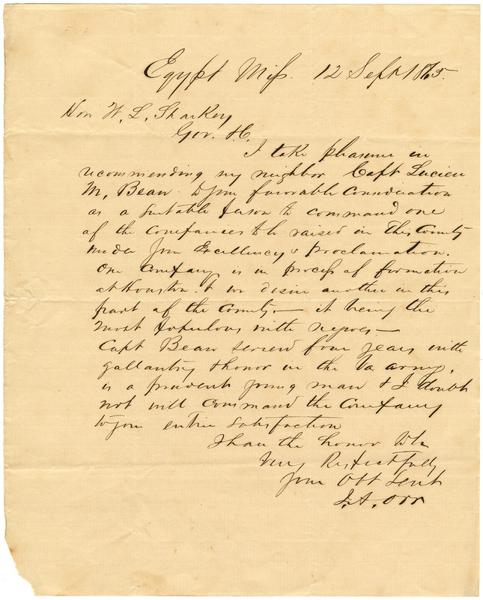 Egypt Miss. 12 Sept 1865.
Hon W. L. Sharkey
Gov. &c.
I take pleasure in
recommending my neighbor Capt Lucien
M. Bean to your favorable consideration
as a suitable person to command one
of the companies to be raised in this County
under your Excellency's proclamation.
One company is in process of formation
at Houston & we desire another in this
part of the County — it being the
most populous with negroes —
Capt Bean served four years with
gallantry & honor in the Va army,
is a prudent young man & I doubt
not will command the Company
to your entire satisfaction
I have the honor to be
Very Respectfully
Your Obt Servt
J. A. Orr